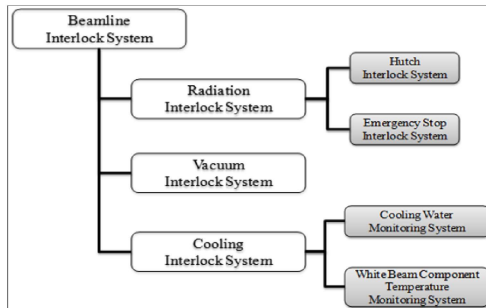 Beamline
Interlock System
Radiation
Interlock System
Hutch
Interlock System
Emergency Stop
Interlock System
Vacuum
Interlock System
Cooling
Interlock System
Cooling Water
Monitoring System
White Beam Component
Temperature
Monitoring System